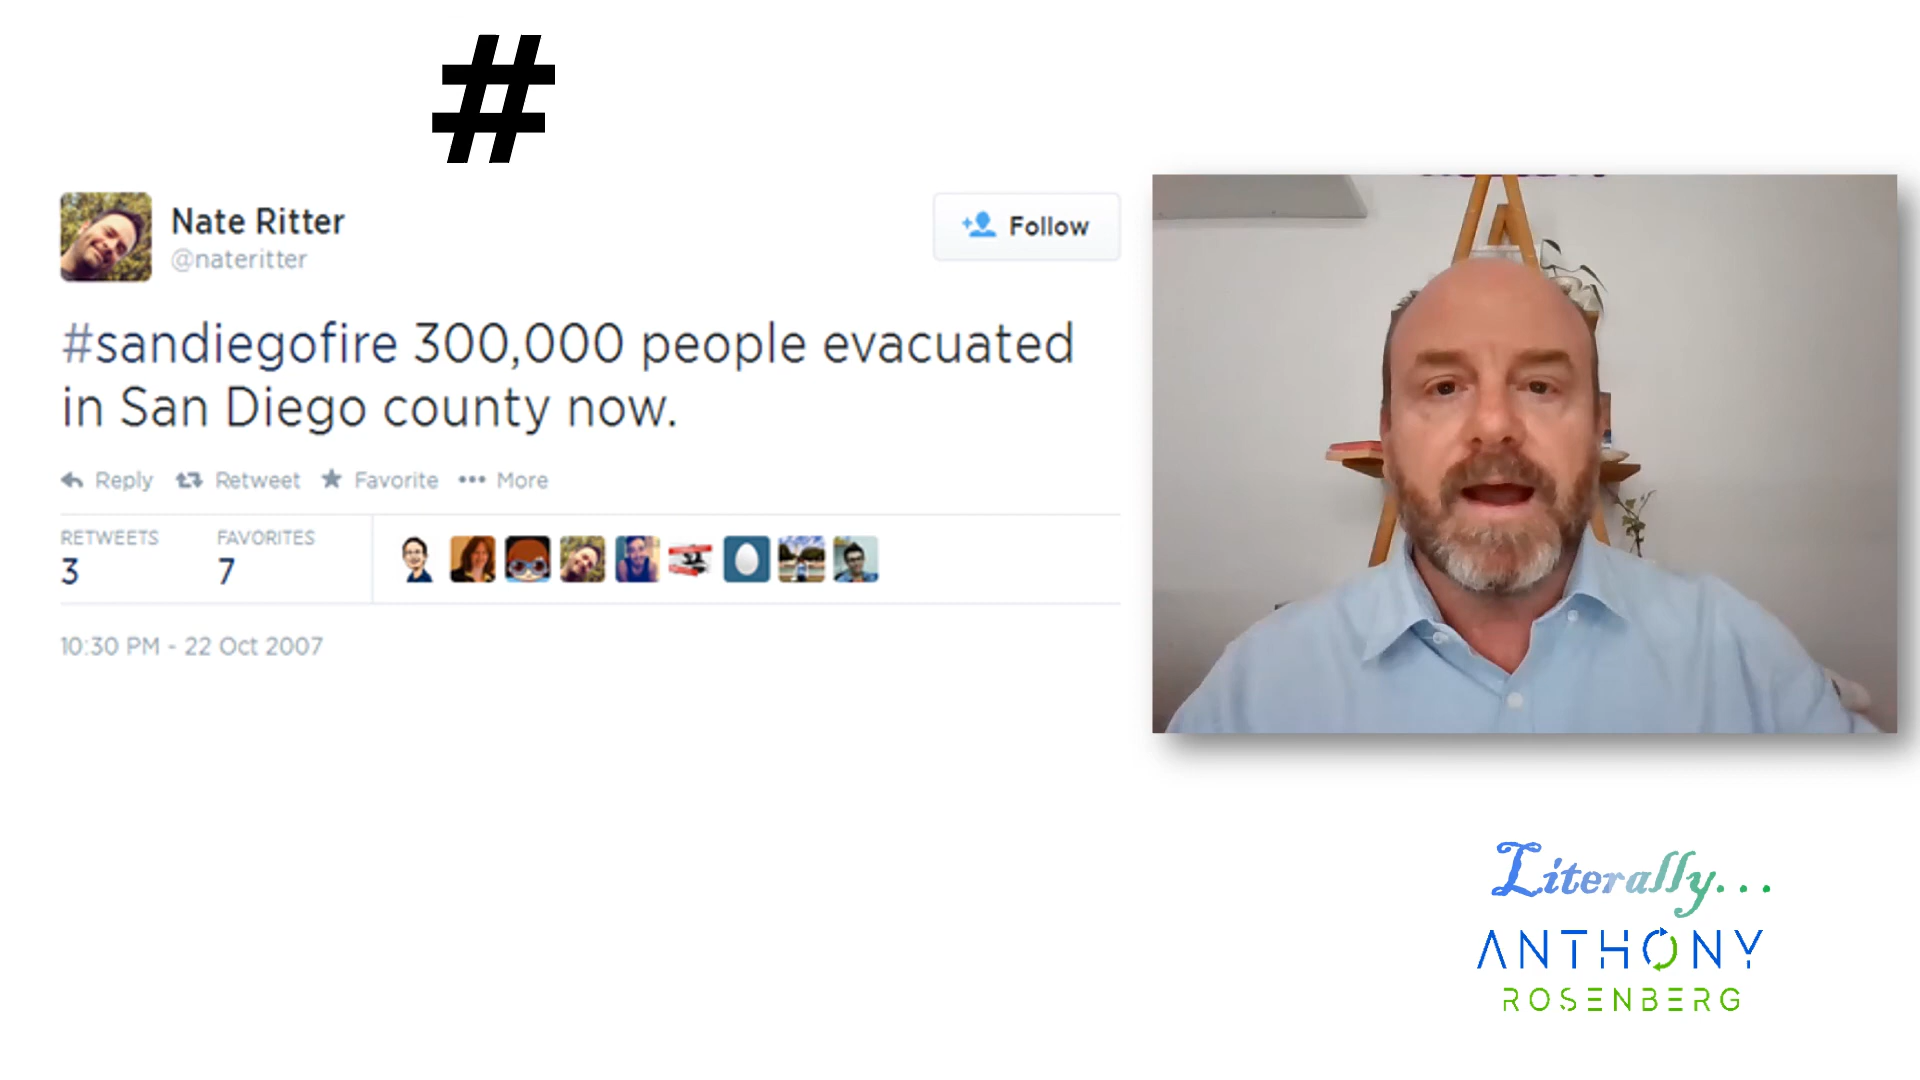 #
Nate Ritter
@nateritter
Follow
#sandiegofire 300,000 people evacuated
in San Diego county now.
Reply Retweet Favorite More
RETWEETS FAVORITES
3 7
10:30 PM - 22 Oct 2007
Literally...
ANTHONY
ROSENBERG